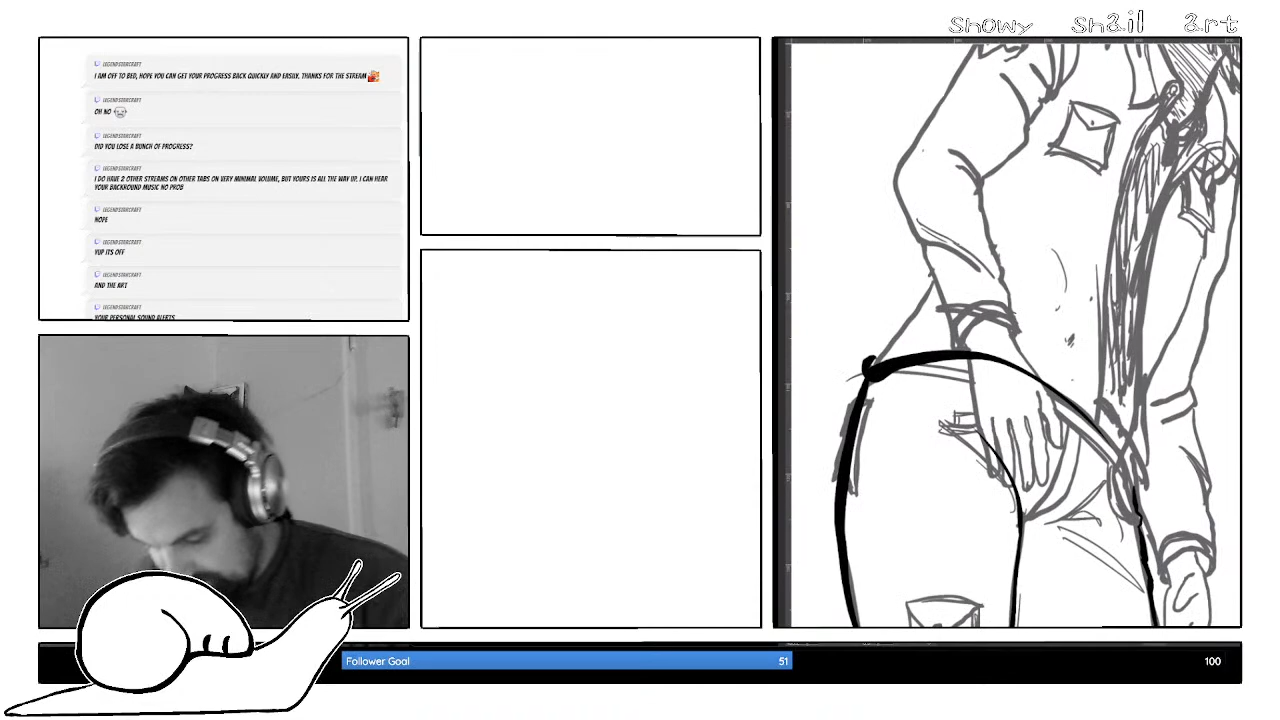 snowy snail art
LEGENDSTARCRAFT
I AM OFF TO BED, HOPE YOU CAN GET YOUR PROGRESS BACK QUICKLY AND EASILY. THANKS FOR THE STREAM
LEGENDSTARCRAFT
OH NO
LEGENDSTARCRAFT
DID YOU LOSE A BUNCH OF PROGRESS?
LEGENDSTARCRAFT
I DO HAVE 2 OTHER STREAMS ON OTHER TABS ON VERY MINIMAL VOLUME, BUT YOURS IS ALL THE WAY UP. I CAN HEAR
YOUR BACKROUND MUSIC NO PROB
LEGENDSTARCRAFT
NOPE
LEGENDSTARCRAFT
YUP ITS OFF
LEGENDSTARCRAFT
AND THE ART
LEGENDSTARCRAFT
YOUR PERSONAL SOUND ALERTS
Follower Goal 51 100